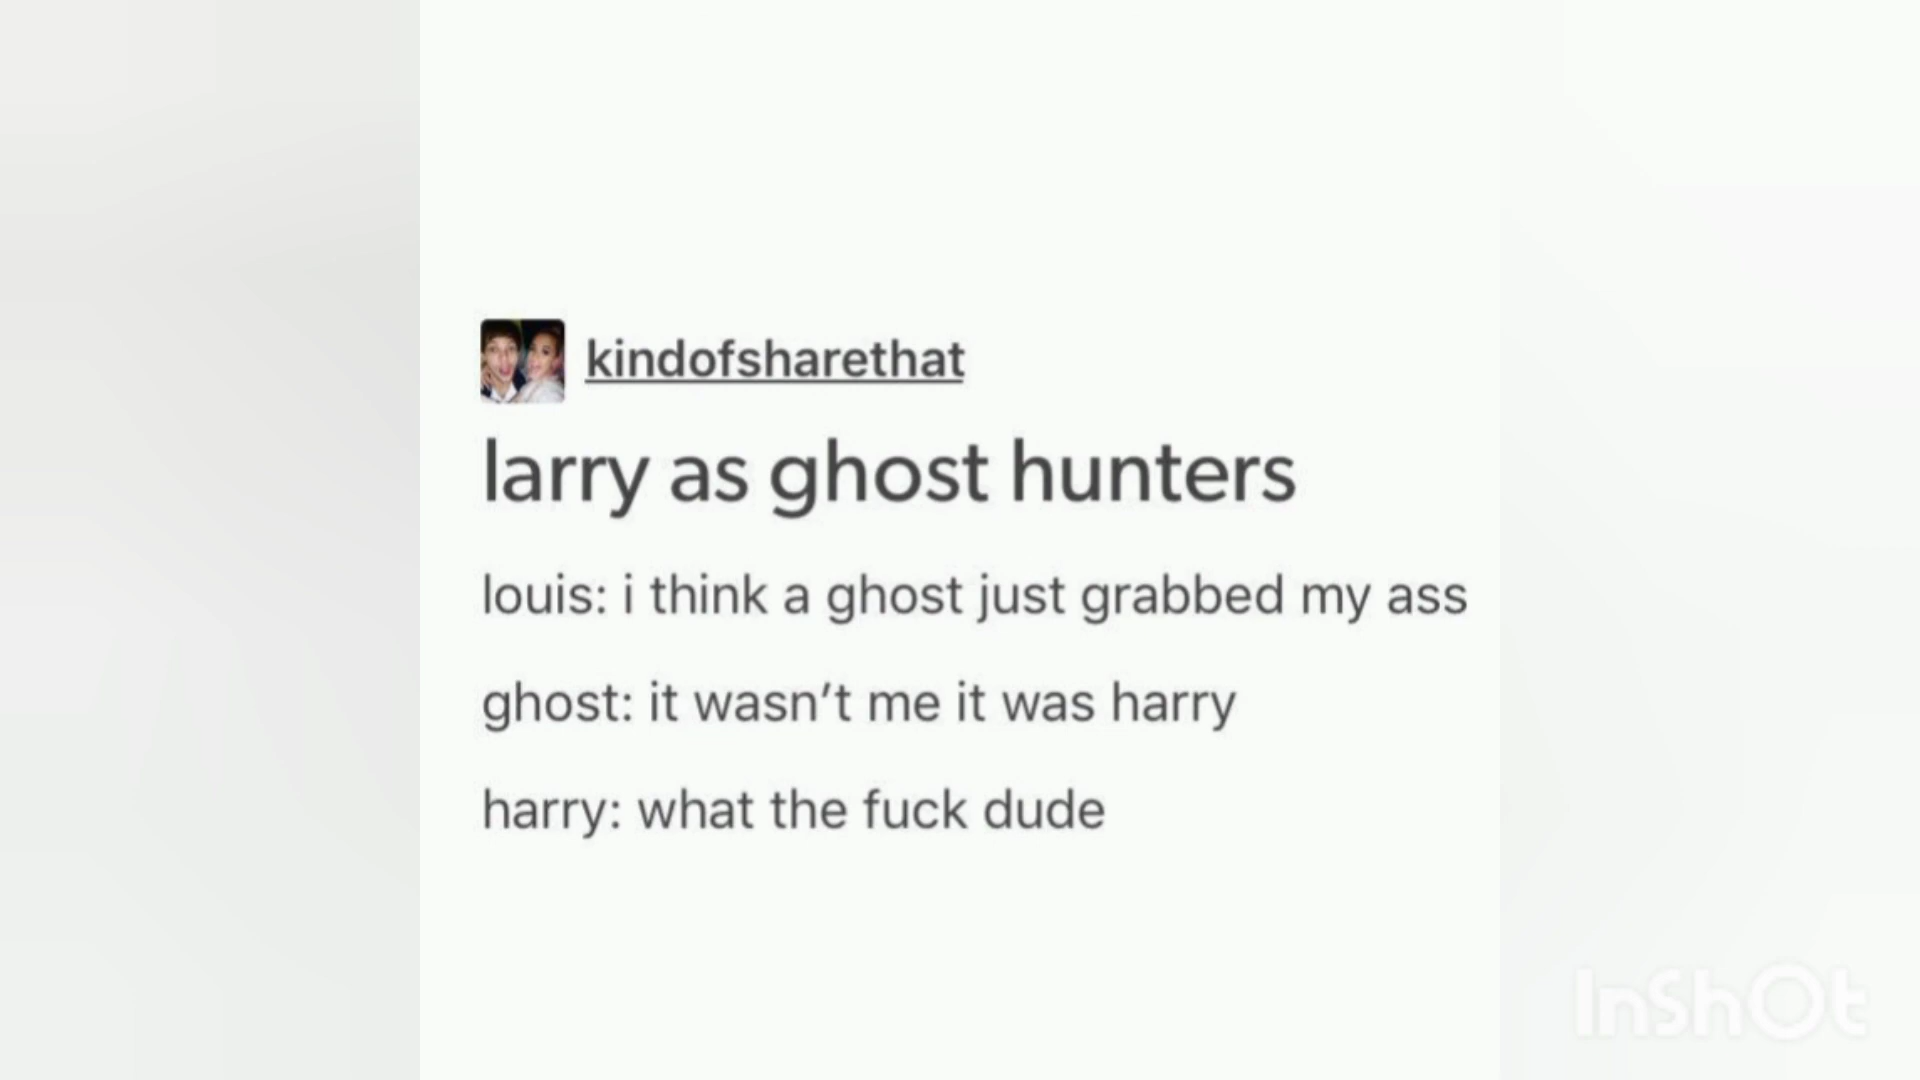 kindofsharethat
larry as ghost hunters
louis: i think a ghost just grabbed my ass
ghost: it wasn’t me it was harry
harry: what the fuck dude
InShOt